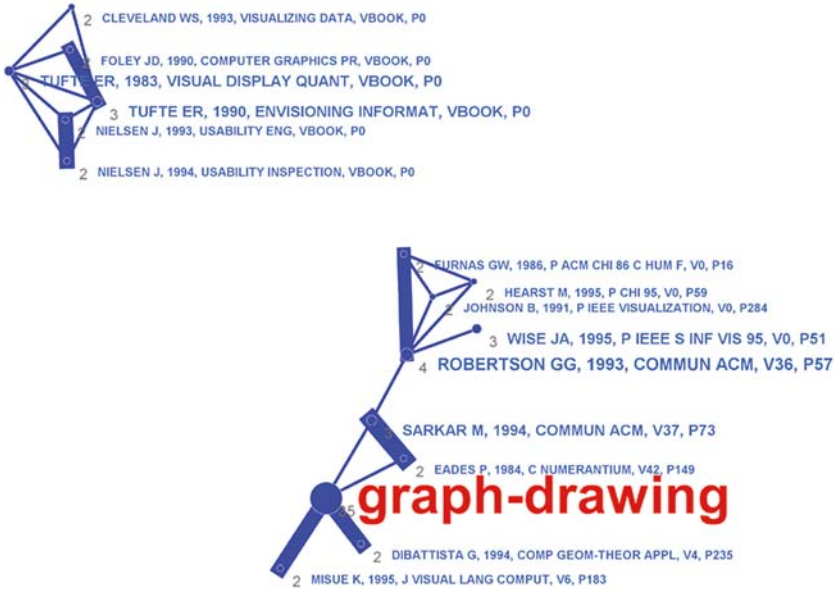 2 CLEVELAND WS, 1993, VISUALIZING DATA, VBOOK, P0
2 FOLEY JD, 1990, COMPUTER GRAPHICS PR, VBOOK, P0
TUFTE ER, 1983, VISUAL DISPLAY QUANT, VBOOK, P0
3 TUFTE ER, 1990, ENVISIONING INFORMAT, VBOOK, P0
2 NIELSEN J, 1993, USABILITY ENG, VBOOK, P0
2 NIELSEN J, 1994, USABILITY INSPECTION, VBOOK, P0
2 FURNAS GW, 1986, P ACM CHI 86 C HUM F, V0, P16
2 HEARST M, 1995, P CHI 95, V0, P59
2 JOHNSON B, 1991, P IEEE VISUALIZATION, V0, P284
3 WISE JA, 1995, P IEEE S INF VIS 95, V0, P51
4 ROBERTSON GG, 1993, COMMUN ACM, V36, P57
SARKAR M, 1994, COMMUN ACM, V37, P73
2 EADES P, 1984, C NUMERANTIUM, V42, P149
graph-drawing
2 DIBATTISTA G, 1994, COMP GEOM-THEOR APPL, V4, P235
2 MISUE K, 1995, J VISUAL LANG COMPUT, V6, P183